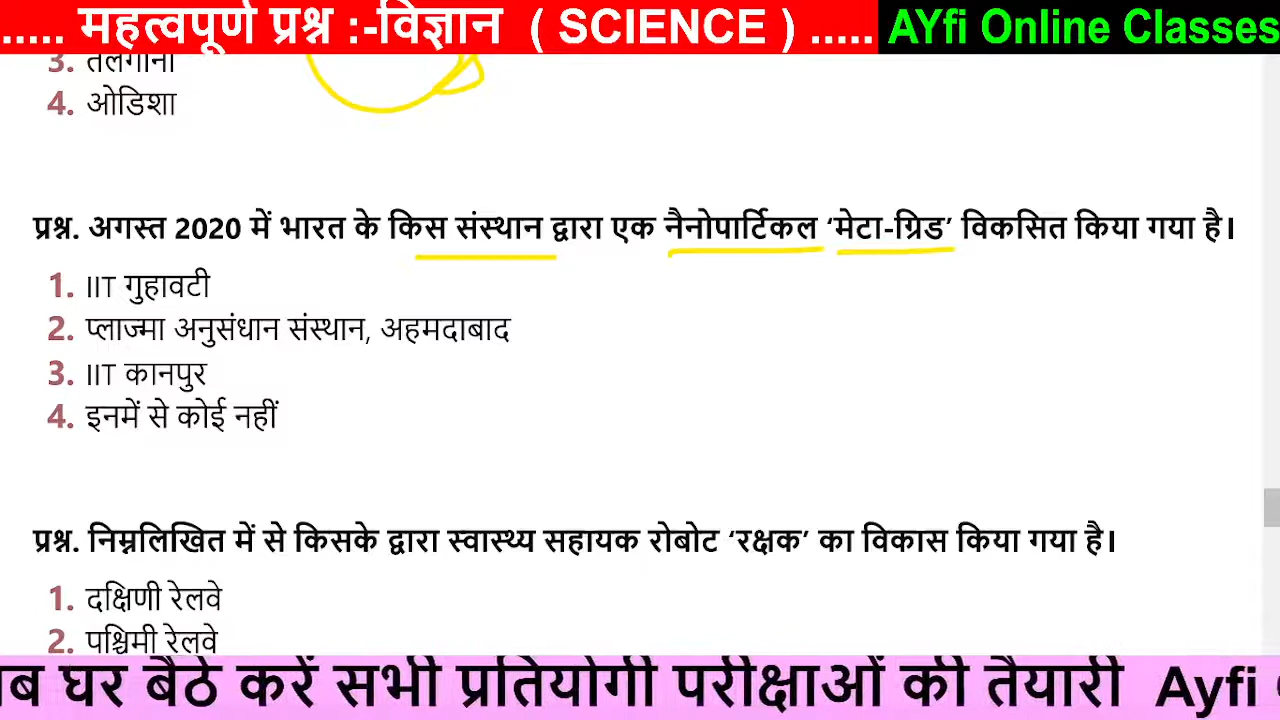 ..... महत्वपूर्ण प्रश्न :-विज्ञान ( SCIENCE ) .....
AYfi Online Classes
3. तेलंगाना
4. ओडिशा
प्रश्न. अगस्त 2020 में भारत के किस संस्थान द्वारा एक नैनोपार्टिकल ‘मेटा-ग्रिड’ विकसित किया गया है।
1. IIT गुहावटी
2. प्लाज्मा अनुसंधान संस्थान, अहमदाबाद
3. IIT कानपुर
4. इनमें से कोई नहीं
प्रश्न. निम्नलिखित में से किसके द्वारा स्वास्थ्य सहायक रोबोट ‘रक्षक’ का विकास किया गया है।
1. दक्षिणी रेलवे
2. पश्चिमी रेलवे
घर बैठे करें सभी प्रतियोगी परीक्षाओं की तैयारी Ayfi